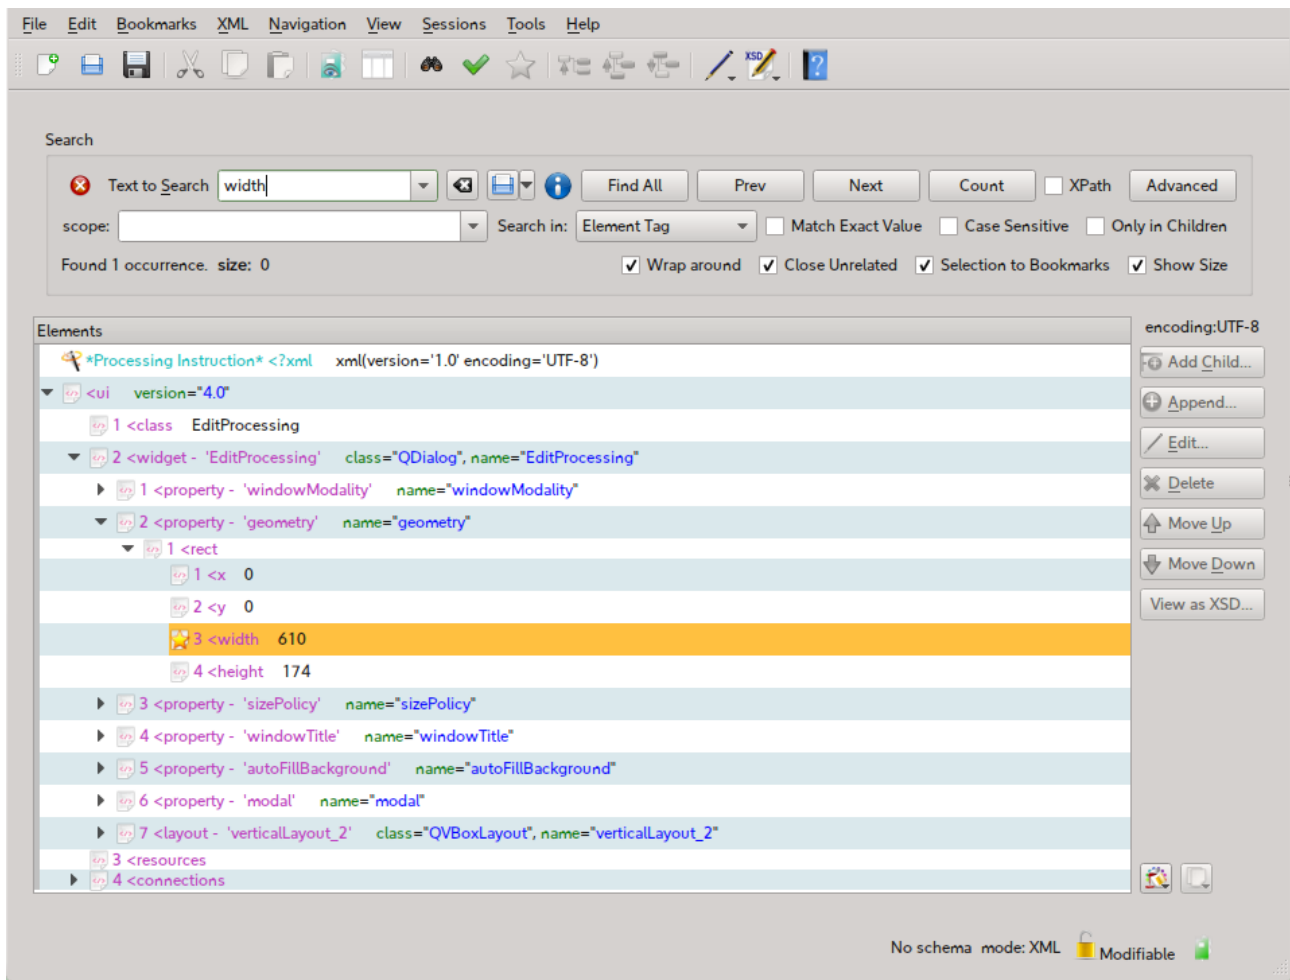 File Edit Bookmarks XML Navigation View Sessions Tools Help
XSD
Search
Text to Search width Find All Prev Next Count XPath Advanced
scope: Search in: Element Tag Match Exact Value Case Sensitive Only in Children
Found 1 occurrence. size: 0 Wrap around Close Unrelated Selection to Bookmarks Show Size
Elements encoding:UTF-8
*Processing Instruction* <?xml xml(version='1.0' encoding='UTF-8') Add Child...
<ui version="4.0" Append...
1 <class EditProcessing Edit...
2 <widget - 'EditProcessing' class="QDialog", name="EditProcessing"
1 <property - 'windowModality' name="windowModality" Delete
2 <property - 'geometry' name="geometry" Move Up
1 <rect
1 <x 0 Move Down
2 <y 0 View as XSD...
3 <width 610
4 <height 174
3 <property - 'sizePolicy' name="sizePolicy"
4 <property - 'windowTitle' name="windowTitle"
5 <property - 'autoFillBackground' name="autoFillBackground"
6 <property - 'modal' name="modal"
7 <layout - 'verticalLayout_2' class="QVBoxLayout", name="verticalLayout_2"
3 <resources
4 <connections
No schema mode: XML Modifiable